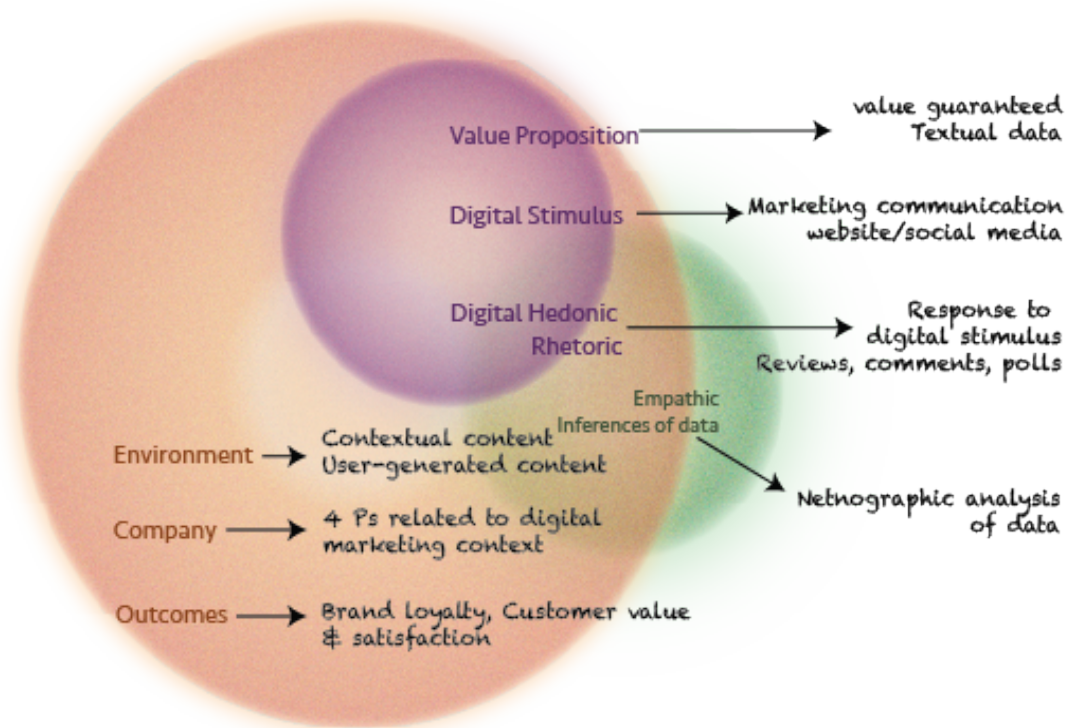 value guaranteed
Value Proposition
Textual data
Digital Stimulus
Marketing communication
website/social media
Digital Hedonic
Rhetoric
Response to
digital stimulus
Reviews, comments, polls
Empathic
Inferences of data
Environment
Contextual content
User-generated content
Netnographic analysis
of data
Company
4 Ps related to digital
marketing context
Outcomes
Brand loyalty, Customer value
& satisfaction